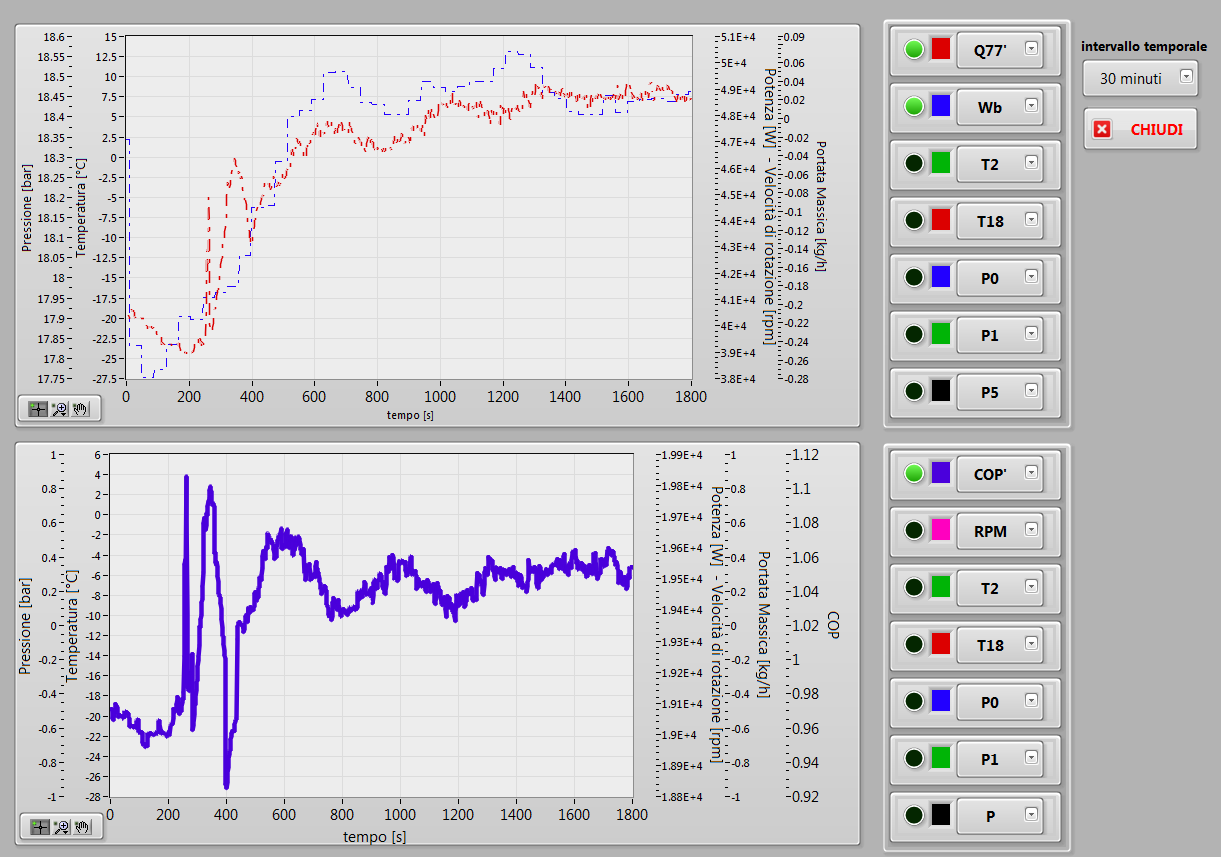 18.6
18.55
18.5
18.45
18.4
18.35
18.3
18.25
18.2
18.15
18.1
18.05
18
17.95
17.9
17.85
17.8
17.75
Pressione [bar]
15
12.5
10
7.5
5
2.5
0
-2.5
-5
-7.5
-10
-12.5
-15
-17.5
-20
-22.5
-25
-27.5
Temperatura [°C]
0 200 400 600 800 1000 1200 1400 1600 1800
tempo [s]
5.1E+4
5E+4
4.9E+4
4.8E+4
4.7E+4
4.6E+4
4.5E+4
4.4E+4
4.3E+4
4.2E+4
4.1E+4
4E+4
3.9E+4
3.8E+4
Potenza [W] - Velocità di rotazione [rpm]
0.09
0.06
0.04
0.02
0
-0.02
-0.04
-0.06
-0.08
-0.1
-0.12
-0.14
-0.16
-0.18
-0.2
-0.22
-0.24
-0.26
-0.28
Portata Massica [kg/h]
Q77'
Wb
T2
T18
P0
P1
P5
intervallo temporale
30 minuti
CHIUDI
1
0.8
0.6
0.4
0.2
0
-0.2
-0.4
-0.6
-0.8
-1
Pressione [bar]
6
4
2
0
-2
-4
-6
-8
-10
-12
-14
-16
-18
-20
-22
-24
-26
-28
Temperatura [°C]
0 200 400 600 800 1000 1200 1400 1600 1800
tempo [s]
1.99E+4
1.98E+4
1.97E+4
1.96E+4
1.95E+4
1.94E+4
1.93E+4
1.92E+4
1.91E+4
1.9E+4
1.89E+4
1.88E+4
Potenza [W] - Velocità di rotazione [rpm]
1
0.8
0.6
0.4
0.2
0
-0.2
-0.4
-0.6
-0.8
-1
Portata Massica [kg/h]
1.12
1.1
1.08
1.06
1.04
1.02
1
0.98
0.96
0.94
0.92
COP
COP'
RPM
T2
T18
P0
P1
P